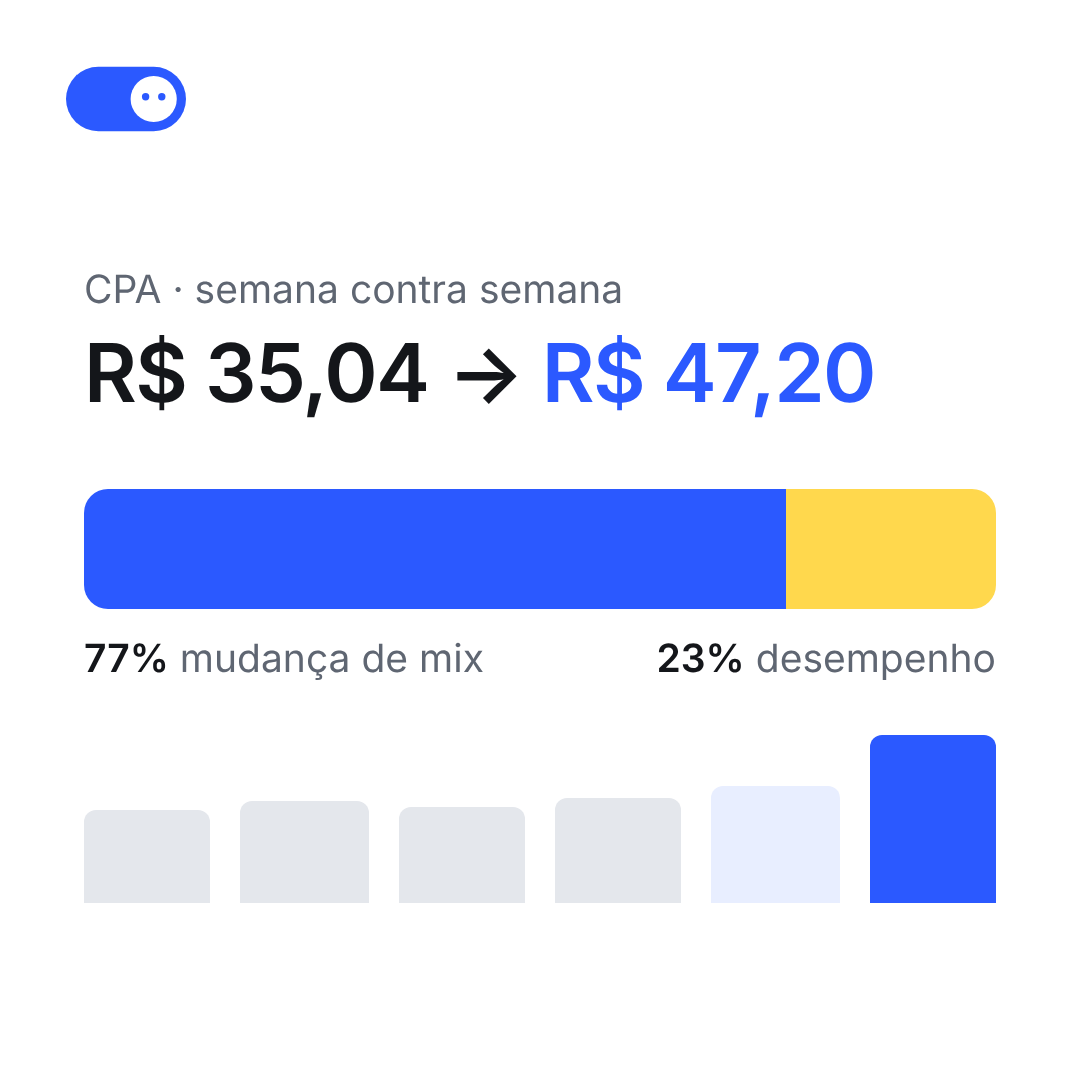 CPA · semana contra semana
R$ 35,04 → R$ 47,20
77% mudança de mix 23% desempenho